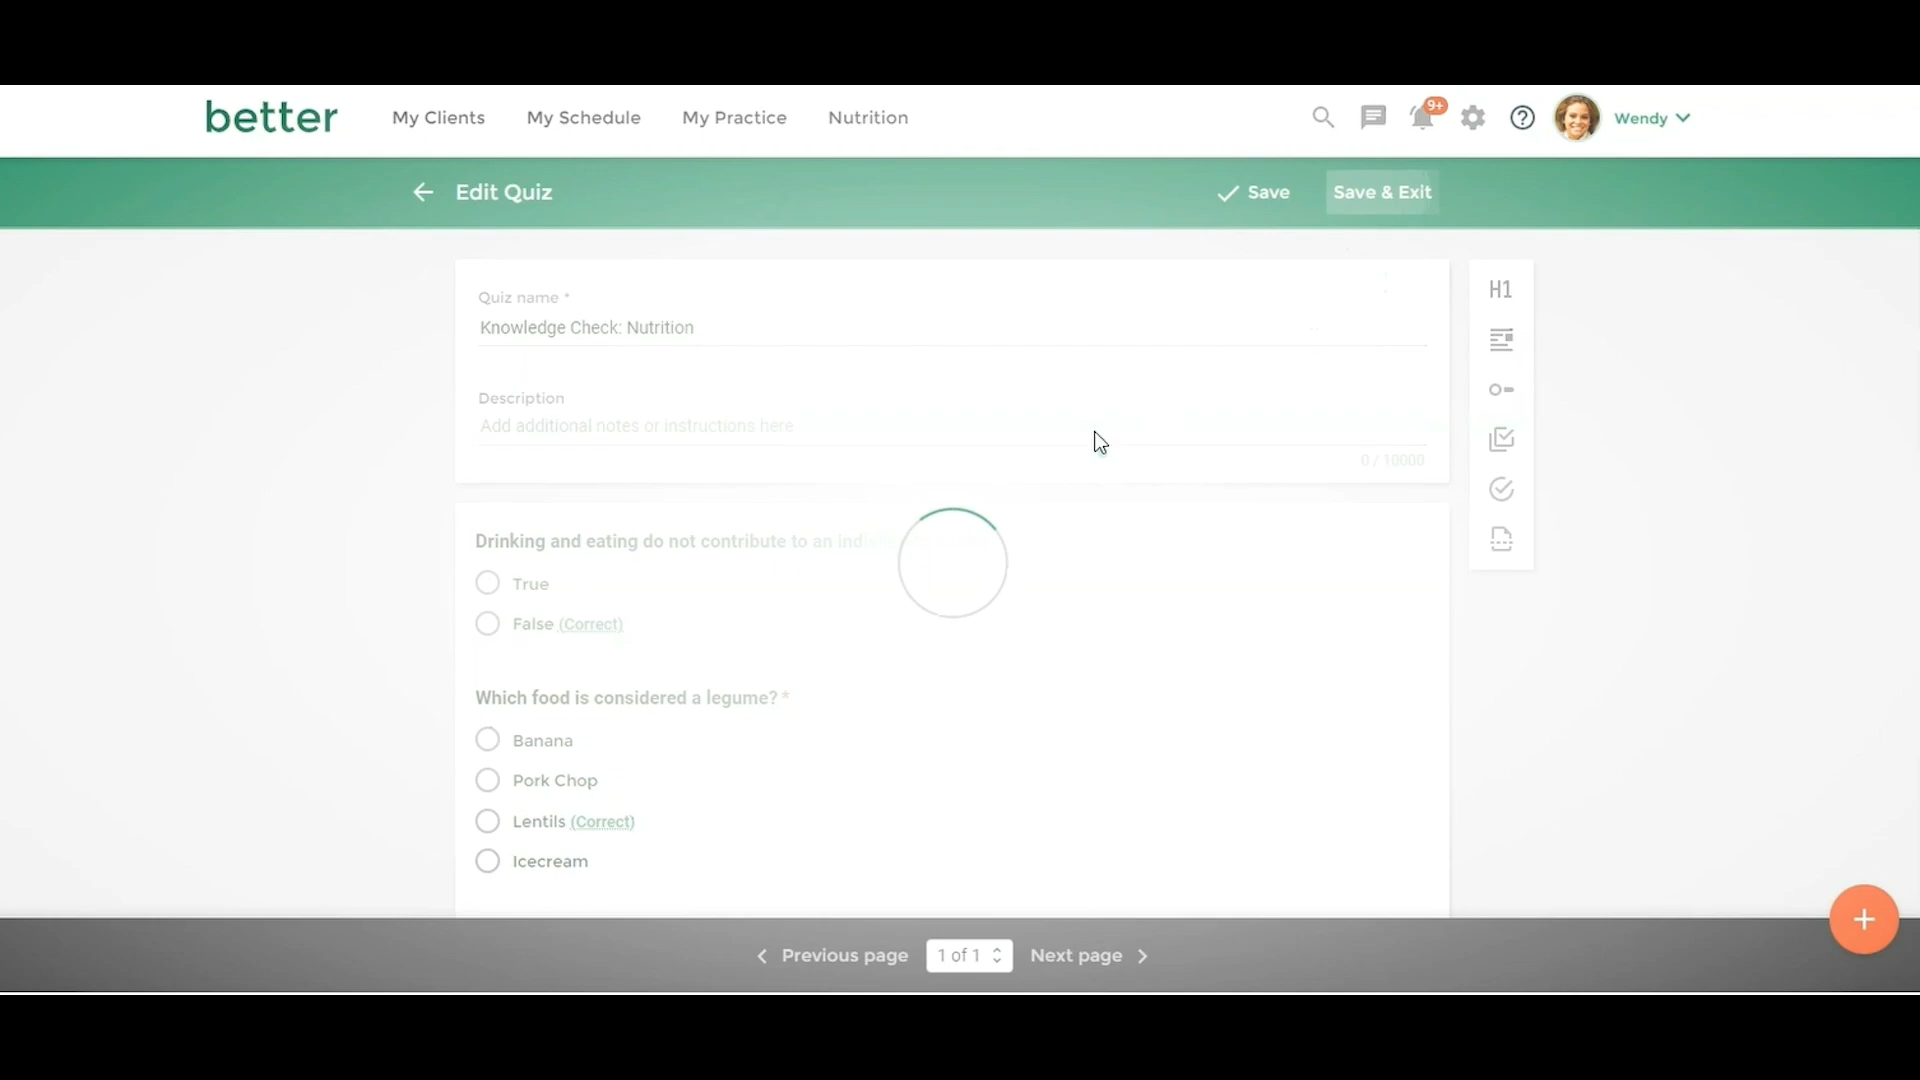 better
My Clients
My Schedule
My Practice
Nutrition
9+
Wendy
Edit Quiz
Save
Save & Exit
Quiz name *
Knowledge Check: Nutrition
Description
Add additional notes or instructions here
0 / 10000
H1
Drinking and eating do not contribute to an
True
False (Correct)
Which food is considered a legume? *
Banana
Pork Chop
Lentils (Correct)
Icecream
Previous page
1 of 1
Next page